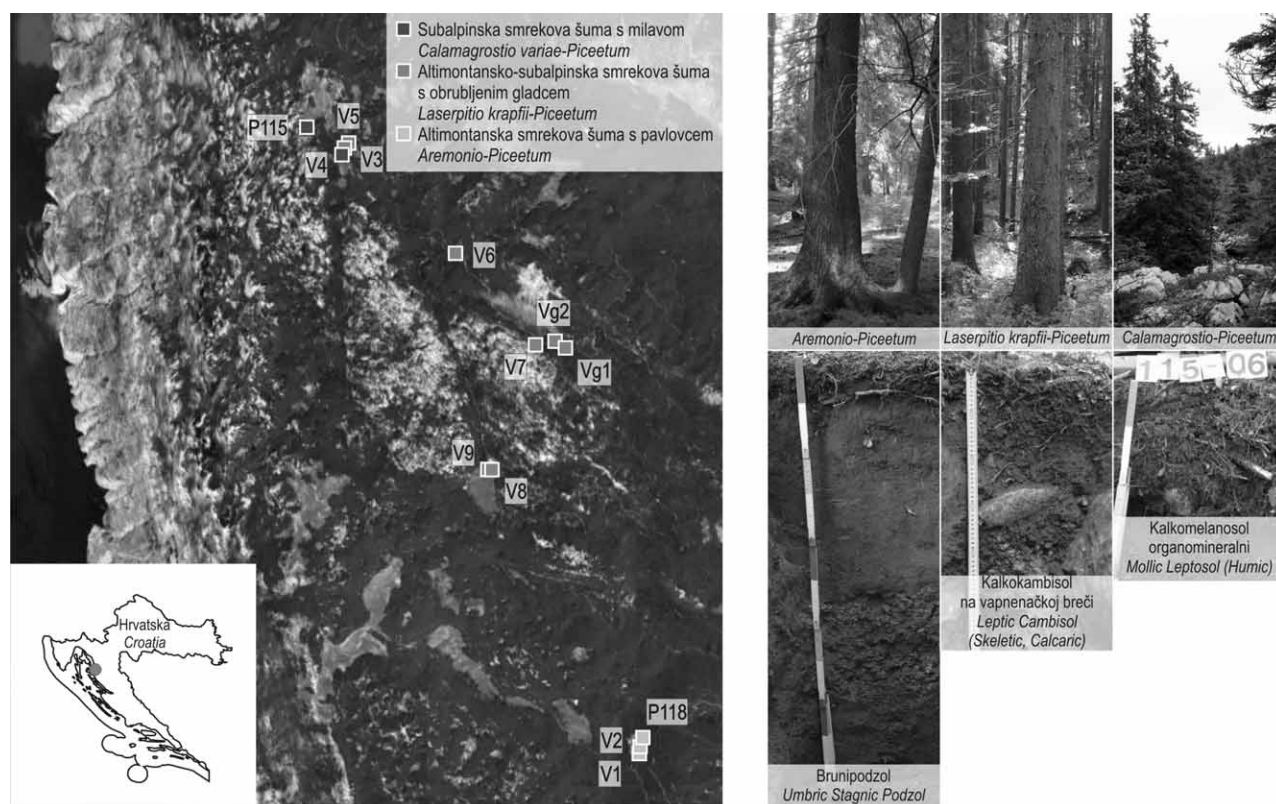 Subalpinska smrekova šuma s milavom
Calamagrostio variae-Piceetum
Altimontansko-subalpinska smrekova šuma
s obrubljenim gladcem
Laserpitio krapfii-Piceetum
Altimontanska smrekova šuma s pavlovcem
Aremonio-Piceetum
P115
V5
V4
V3
V6
Vg2
V7
Vg1
V9
V8
P118
V2
V1
Hrvatska
Croatia
Aremonio-Piceetum
Laserpitio krapfii-Piceetum
Calamagrostio-Piceetum
115-06
Kalkomelanosol
organomineralni
Mollic Leptosol (Humic)
Kalkokambisol
na vapnenačkoj breči
Leptic Cambisol
(Skeletic, Calcaric)
Brunipodzol
Umbric Stagnic Podzol